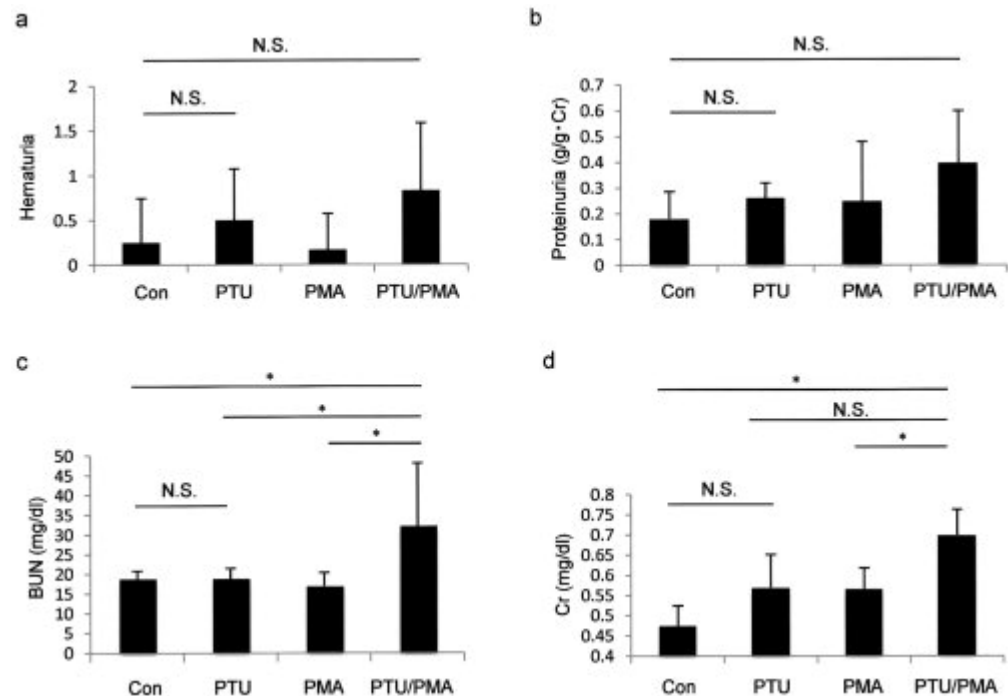 a
N.S.
N.S.
Hematuria
2
1.5
1
0.5
0
Con PTU PMA PTU/PMA
b
N.S.
N.S.
Proteinuria (g/g·Cr)
0.7
0.6
0.5
0.4
0.3
0.2
0.1
0
Con PTU PMA PTU/PMA
c
*
*
*
N.S.
BUN (mg/dl)
50
45
40
35
30
25
20
15
10
5
0
Con PTU PMA PTU/PMA
d
*
N.S.
*
N.S.
Cr (mg/dl)
0.8
0.75
0.7
0.65
0.6
0.55
0.5
0.45
0.4
Con PTU PMA PTU/PMA